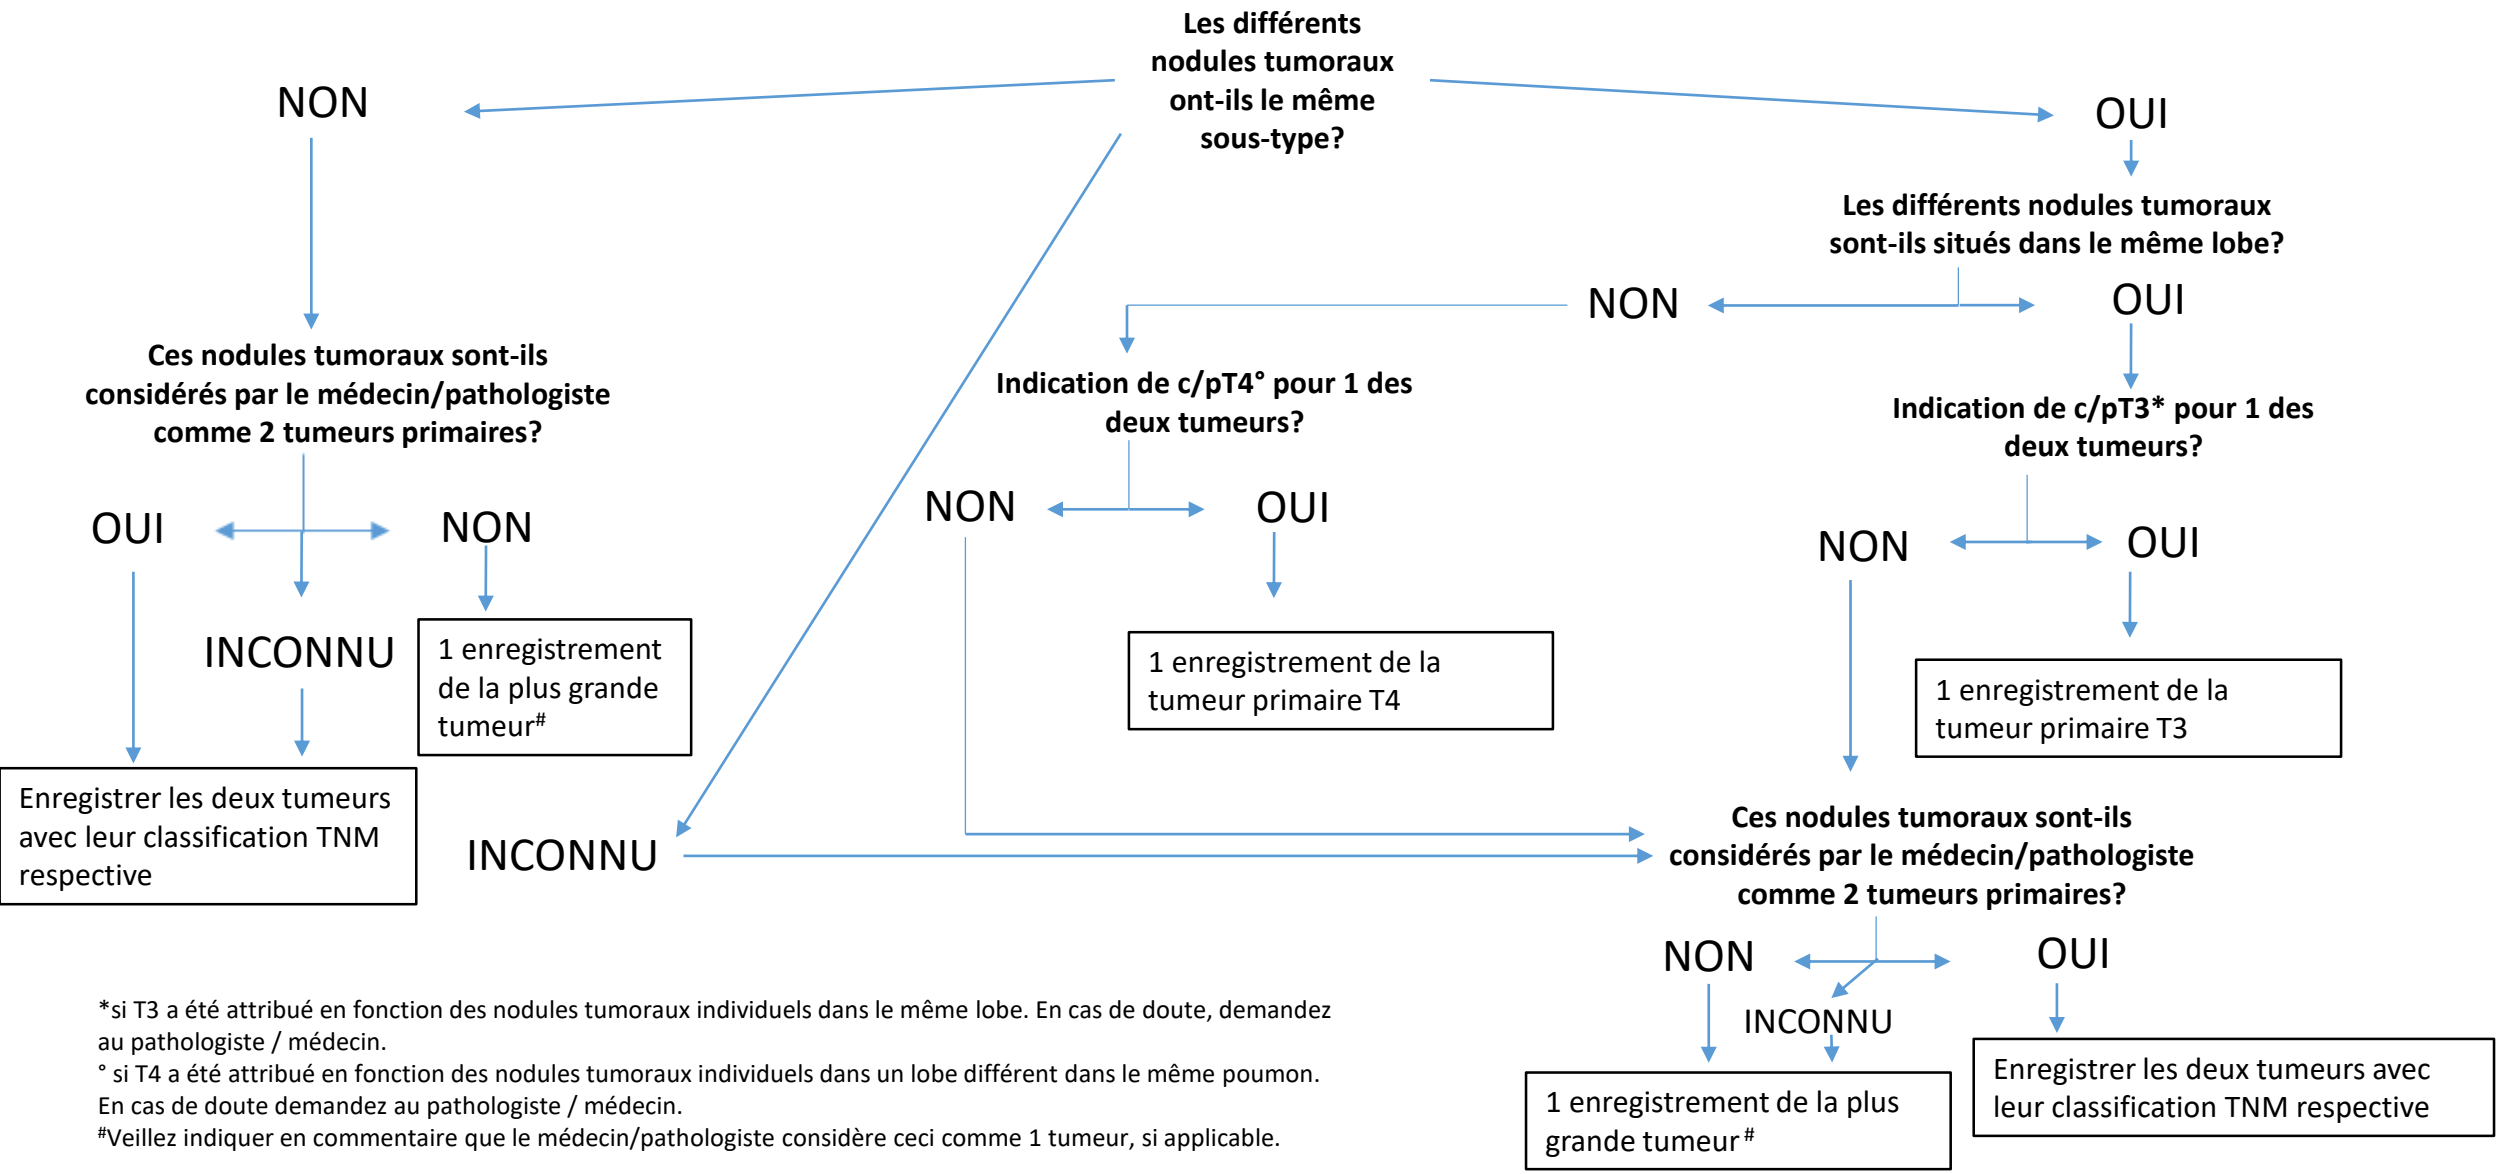 Les différents
nodules tumoraux
ont-ils le même
sous-type?
NON
OUI
Les différents nodules tumoraux
sont-ils situés dans le même lobe?
NON
OUI
Ces nodules tumoraux sont-ils
considérés par le médecin/pathologiste
comme 2 tumeurs primaires?
Indication de c/pT4° pour 1 des
deux tumeurs?
Indication de c/pT3* pour 1 des
deux tumeurs?
OUI
NON
NON
OUI
NON
OUI
INCONNU
1 enregistrement
de la plus grande
tumeur#
1 enregistrement de la
tumeur primaire T4
1 enregistrement de la
tumeur primaire T3
Enregistrer les deux tumeurs
avec leur classification TNM
respective
INCONNU
Ces nodules tumoraux sont-ils
considérés par le médecin/pathologiste
comme 2 tumeurs primaires?
NON
OUI
INCONNU
1 enregistrement de la plus
grande tumeur #
Enregistrer les deux tumeurs avec
leur classification TNM respective
*si T3 a été attribué en fonction des nodules tumoraux individuels dans le même lobe. En cas de doute, demandez
au pathologiste / médecin.
° si T4 a été attribué en fonction des nodules tumoraux individuels dans un lobe différent dans le même poumon.
En cas de doute demandez au pathologiste / médecin.
#Veillez indiquer en commentaire que le médecin/pathologiste considère ceci comme 1 tumeur, si applicable.